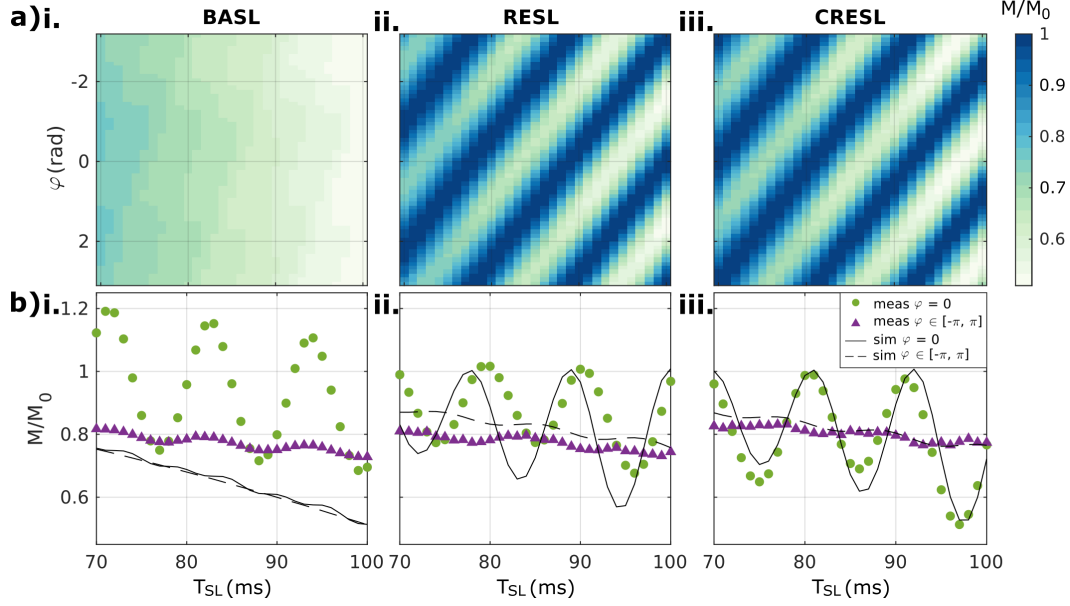 a) i. BASL ii. RESL iii. CRESL M/M0
φ (rad)
-2
0
2
1
0.9
0.8
0.7
0.6
b) i. ii. iii.
M/M0
1.2
1
0.8
0.6
meas φ = 0
meas φ ∈ [-π, π]
sim φ = 0
sim φ ∈ [-π, π]
70 80 90 100 70 80 90 100 70 80 90 100
TSL (ms) TSL (ms) TSL (ms)